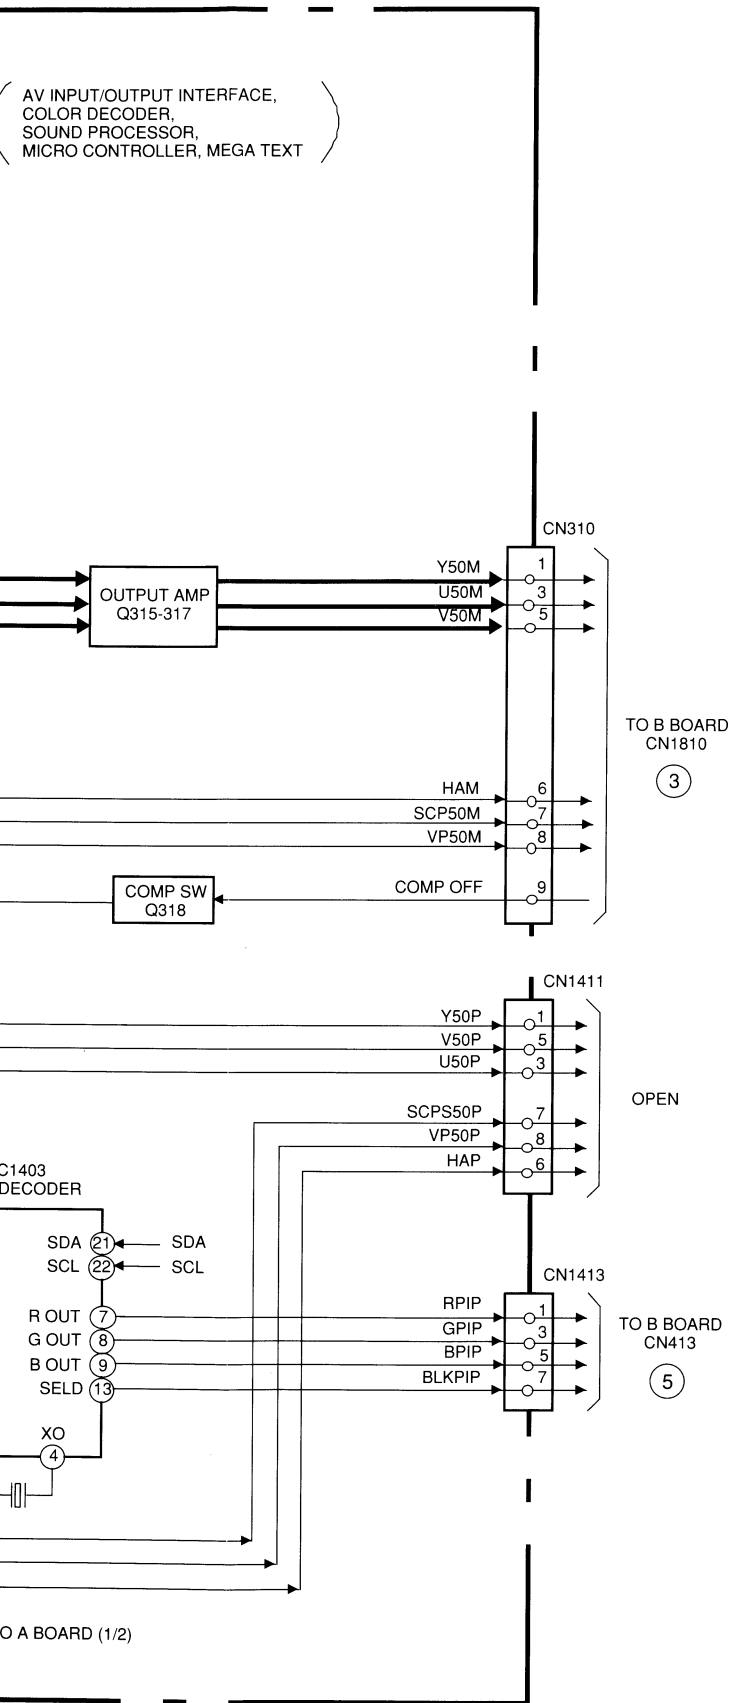 AV INPUT/OUTPUT INTERFACE,
COLOR DECODER,
SOUND PROCESSOR,
MICRO CONTROLLER, MEGA TEXT
CN310
Y50M 1
U50M 3
V50M 5
OUTPUT AMP
Q315-317
TO B BOARD
CN1810
3
HAM 6
SCP50M 7
VP50M 8
COMP OFF 9
COMP SW
Q318
CN1411
Y50P 1
V50P 5
U50P 3
OPEN
SCPS50P 7
VP50P 8
HAP 6
C1403
DECODER
SDA 21 SDA
SCL 22 SCL
CN1413
R OUT 7 RPIP 1
G OUT 8 GPIP 3
B OUT 9 BPIP 5
SELD 13 BLKPIP 7
TO B BOARD
CN413
5
XO
4
O A BOARD (1/2)